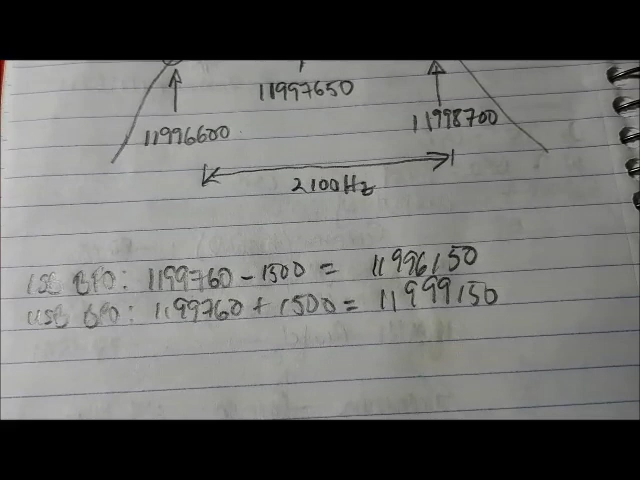 11997650
11996600
11998700
2100Hz
LSB BFO: 1199760 - 1500 = 11996150
USB BFO: 1199760 + 1500 = 11999150